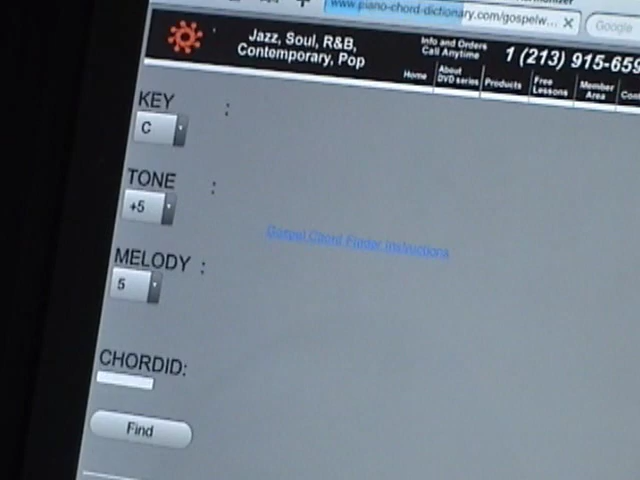 www.piano-chord-dictionary.com/gospelw...
Google
Jazz, Soul, R&B,
Contemporary, Pop
Info and Orders
Call Anytime
1 (213) 915-659
Home
About
DVD series
Products
Free
Lessons
Member
Area
Cont
KEY :
C
TONE :
+5
Gospel Chord Finder Instructions
MELODY :
5
CHORDID:
Find